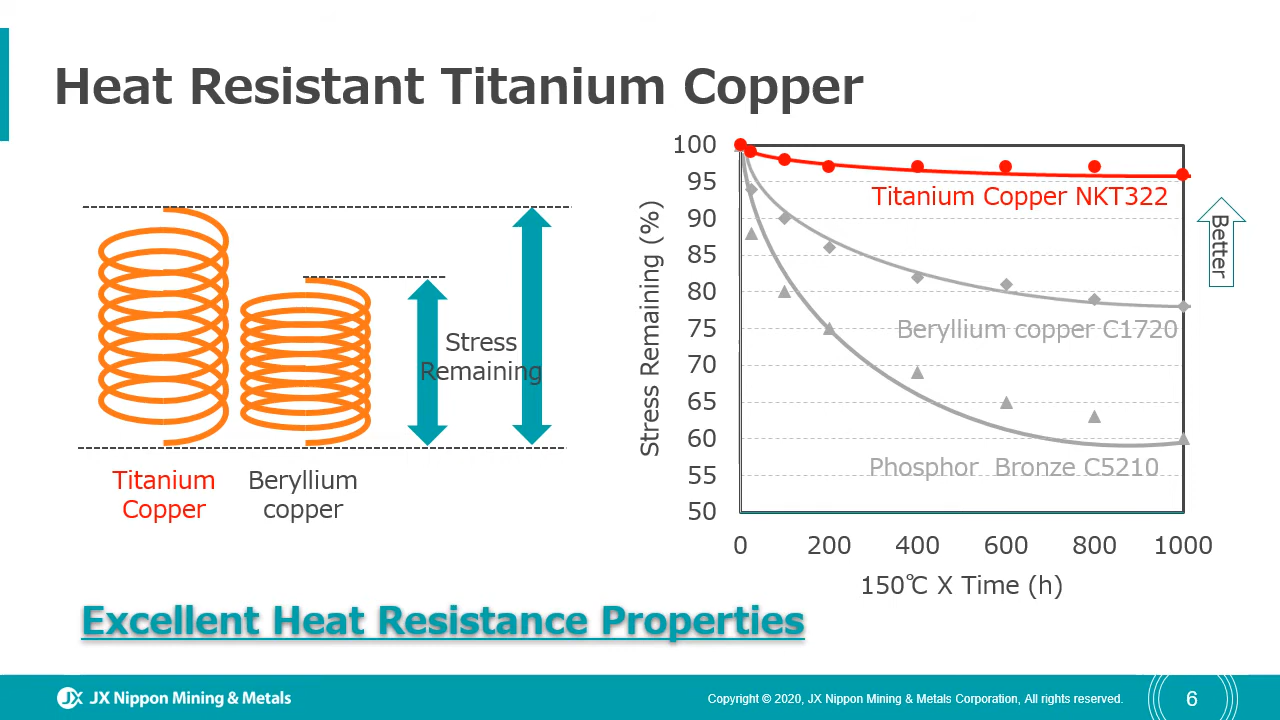 Heat Resistant Titanium Copper
Stress
Remaining
Titanium
Copper
Beryllium
copper
Stress Remaining (%)
100
95
90
85
80
75
70
65
60
55
50
Titanium Copper NKT322
Beryllium copper C1720
Phosphor Bronze C5210
Better
0 200 400 600 800 1000
150℃ X Time (h)
Excellent Heat Resistance Properties
JX JX Nippon Mining & Metals
Copyright © 2020, JX Nippon Mining & Metals Corporation, All rights reserved.
6